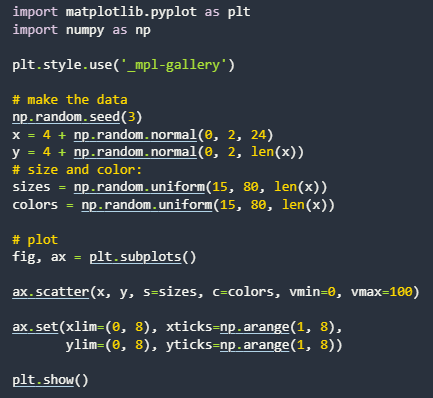 import matplotlib.pyplot as plt
import numpy as np
plt.style.use('_mpl-gallery')
# make the data
np.random.seed(3)
x = 4 + np.random.normal(0, 2, 24)
y = 4 + np.random.normal(0, 2, len(x))
# size and color:
sizes = np.random.uniform(15, 80, len(x))
colors = np.random.uniform(15, 80, len(x))
# plot
fig, ax = plt.subplots()
ax.scatter(x, y, s=sizes, c=colors, vmin=0, vmax=100)
ax.set(xlim=(0, 8), xticks=np.arange(1, 8),
       ylim=(0, 8), yticks=np.arange(1, 8))
plt.show()